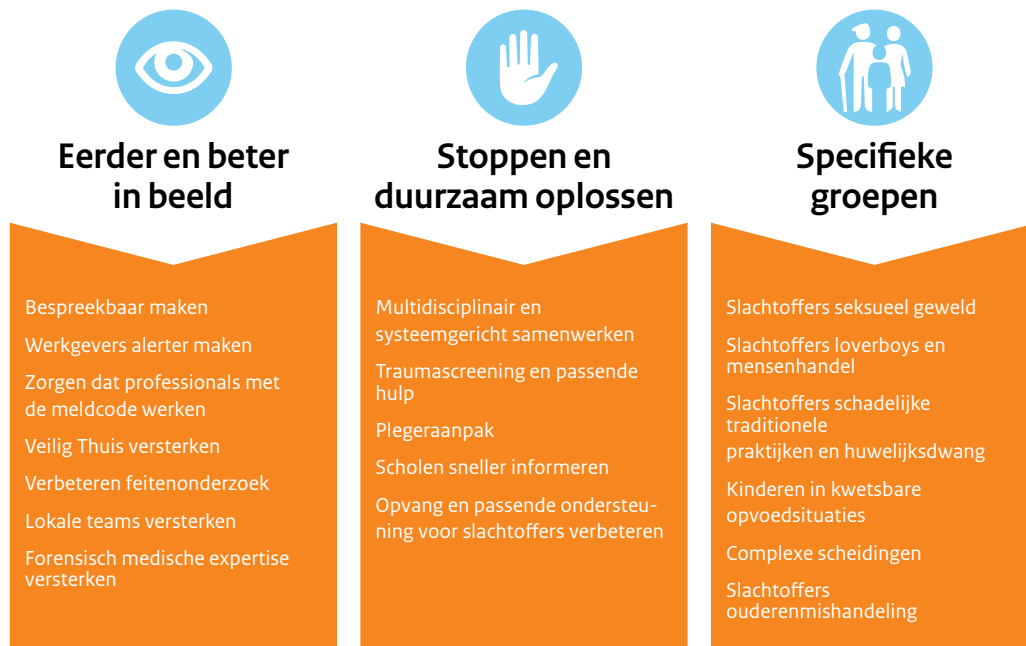 Eerder en beter
in beeld
Bespreekbaar maken
Werkgevers alerter maken
Zorgen dat professionals met
de meldcode werken
Veilig Thuis versterken
Verbeteren feitenonderzoek
Lokale teams versterken
Forensisch medische expertise
versterken
Stoppen en
duurzaam oplossen
Multidisciplinair en
systeemgericht samenwerken
Traumascreening en passende
hulp
Plegeraanpak
Scholen sneller informeren
Opvang en passende ondersteu-
ning voor slachtoffers verbeteren
Specifieke
groepen
Slachtoffers seksueel geweld
Slachtoffers loverboys en
mensenhandel
Slachtoffers schadelijke
traditionele
praktijken en huwelijksdwang
Kinderen in kwetsbare
opvoedsituaties
Complexe scheidingen
Slachtoffers
ouderenmishandeling